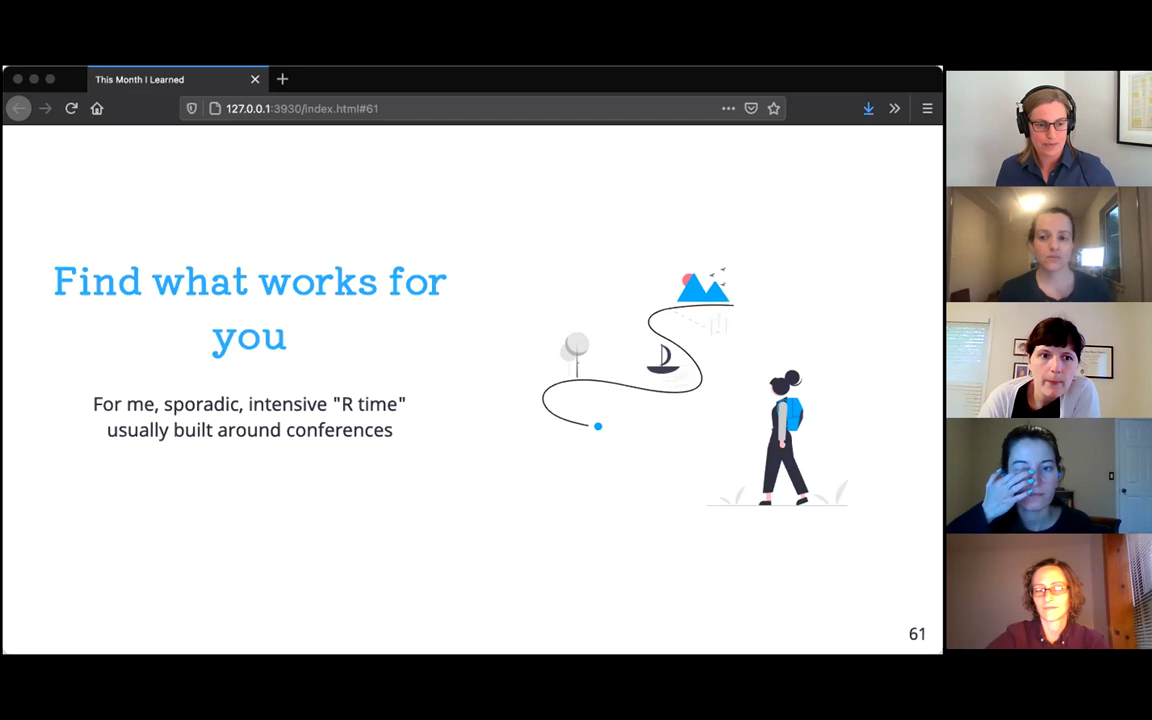 This Month I Learned
127.0.0.1:3930/index.html#61
Find what works for
you
For me, sporadic, intensive "R time"
usually built around conferences
61